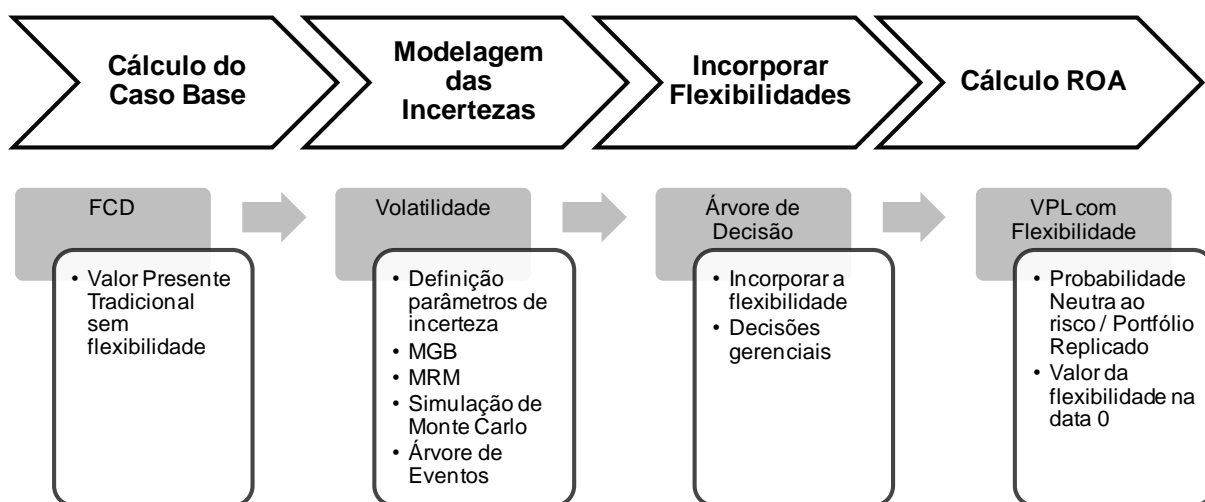 Cálculo do
Caso Base
Modelagem
das
Incertezas
Incorporar
Flexibilidades
Cálculo ROA
FCD
• Valor Presente
Tradicional
sem
flexibilidade
Volatilidade
• Definição
parâmetros de
incerteza
• MGB
• MRM
• Simulação de
Monte Carlo
• Árvore de
Eventos
Árvore de
Decisão
• Incorporar a
flexibilidade
• Decisões
gerenciais
VPL com
Flexibilidade
• Probabilidade
Neutra ao
risco / Portfólio
Replicado
• Valor da
flexibilidade na
data 0